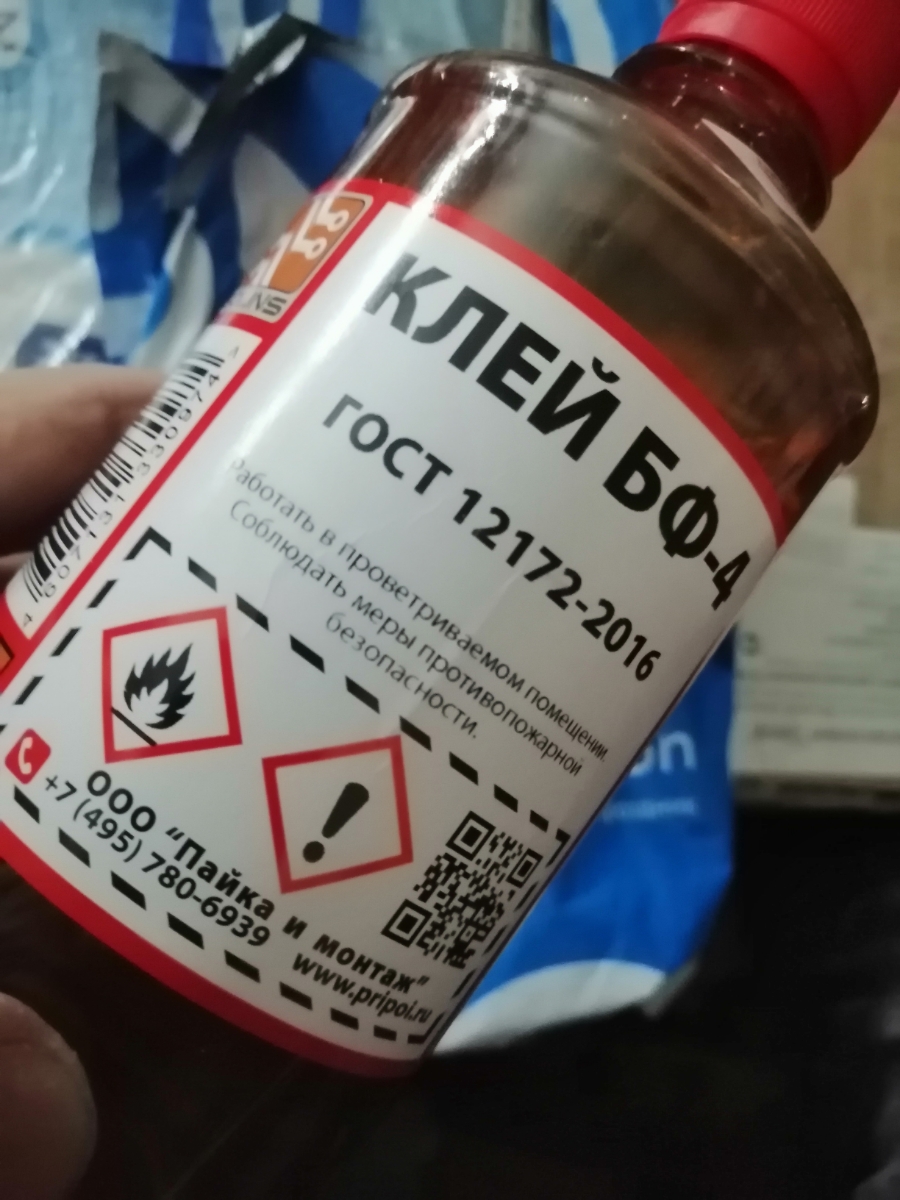 КЛЕЙ БФ-4
ГОСТ 12172-2016
Работать в проветриваемом помещении.
Соблюдать меры противопожарной
безопасности.
ООО “Пайка и монтаж”
+7 (495) 780-6939
www.pripoi.ru